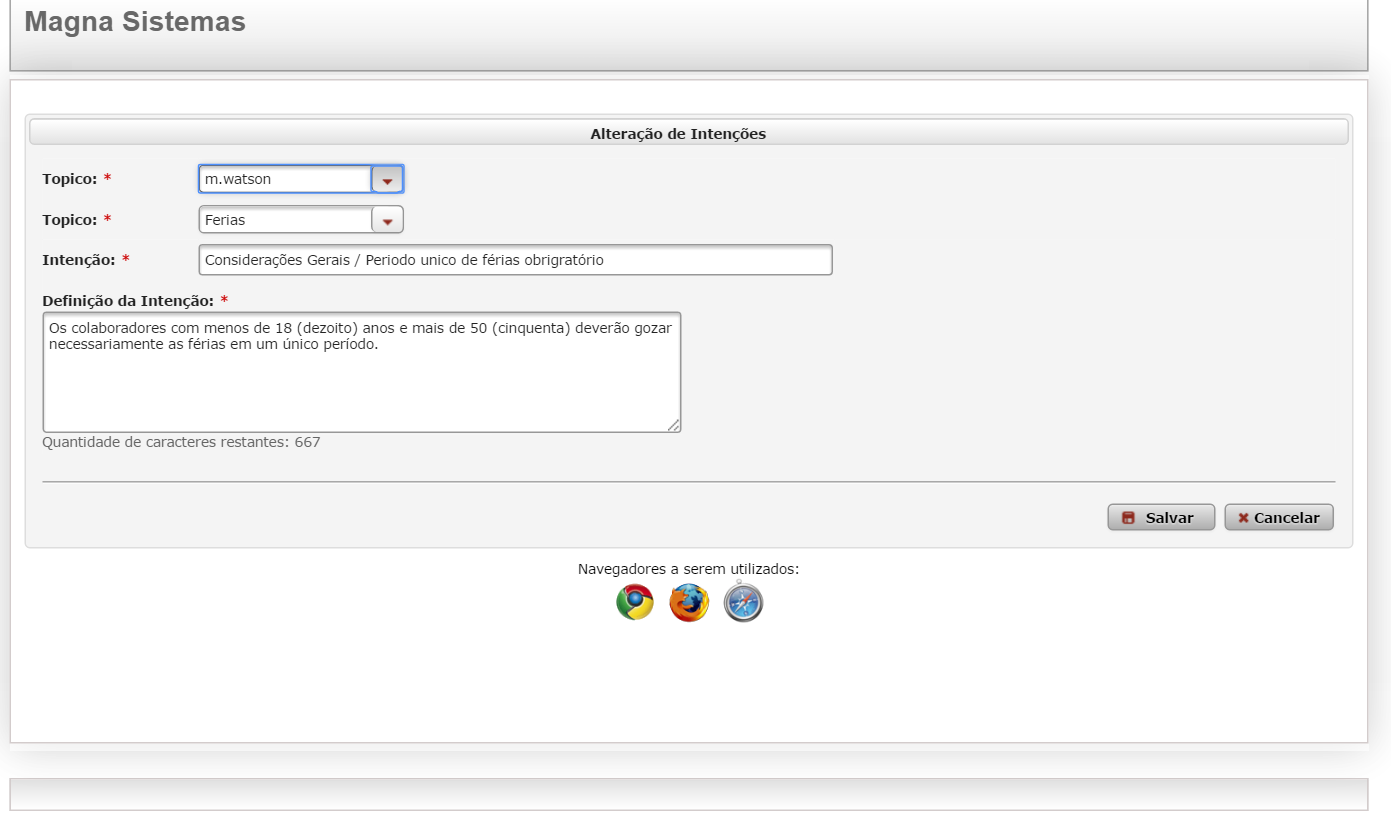 Magna Sistemas
Alteração de Intenções
Topico: * m.watson
Topico: * Ferias
Intenção: * Considerações Gerais / Periodo unico de férias obrigratório
Definição da Intenção: *
Os colaboradores com menos de 18 (dezoito) anos e mais de 50 (cinquenta) deverão gozar
necessariamente as férias em um único período.
Quantidade de caracteres restantes: 667
Salvar Cancelar
Navegadores a serem utilizados: